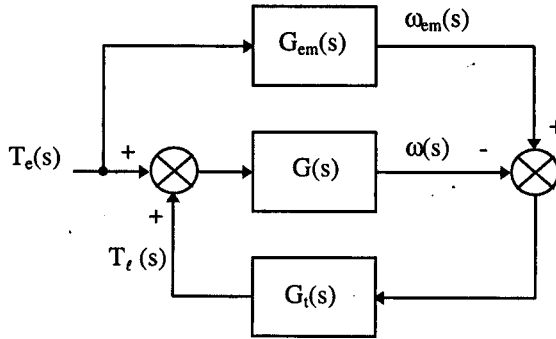 G_em(s)
ω_em(s)
+
T_e(s)
+
G(s)
ω(s)
-
+
T_ℓ (s)
G_t(s)